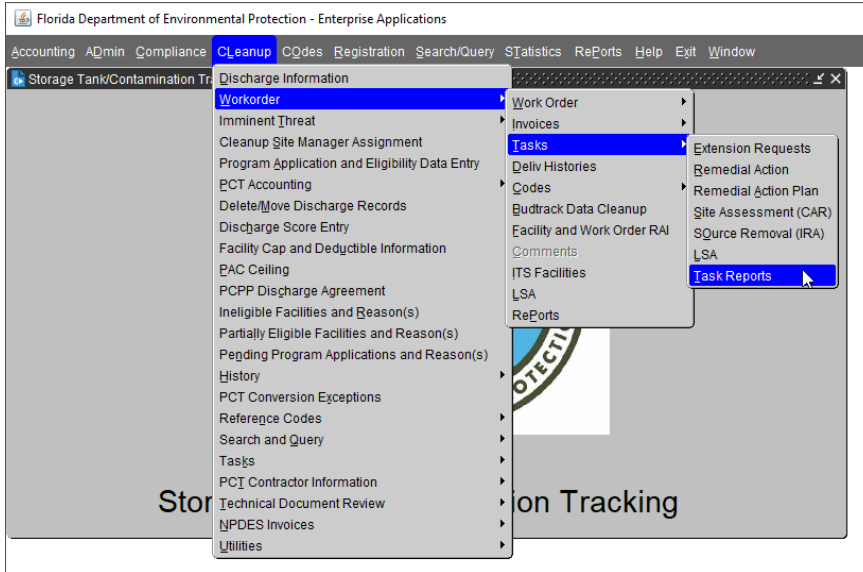 Florida Department of Environmental Protection - Enterprise Applications
Accounting ADmin Compliance CLeanup COdes Registration Search/Query STatistics RePorts Help Exit Window
Storage Tank/Contamination Tr
Discharge Information
Workorder
Imminent Threat
Cleanup Site Manager Assignment
Program Application and Eligibility Data Entry
PCT Accounting
Delete/Move Discharge Records
Discharge Score Entry
Facility Cap and Deductible Information
PAC Ceiling
PCPP Discharge Agreement
Ineligible Facilities and Reason(s)
Partially Eligible Facilities and Reason(s)
Pending Program Applications and Reason(s)
History
PCT Conversion Exceptions
Reference Codes
Search and Query
Tasks
PCT Contractor Information
Technical Document Review
NPDES Invoices
Utilities
Work Order
Invoices
Tasks
Deliv Histories
Codes
Budtrack Data Cleanup
Facility and Work Order RAI
Comments
ITS Facilities
LSA
RePorts
Extension Requests
Remedial Action
Remedial Action Plan
Site Assessment (CAR)
SOurce Removal (IRA)
LSA
Task Reports
PROTECTIO
Stor ion Tracking